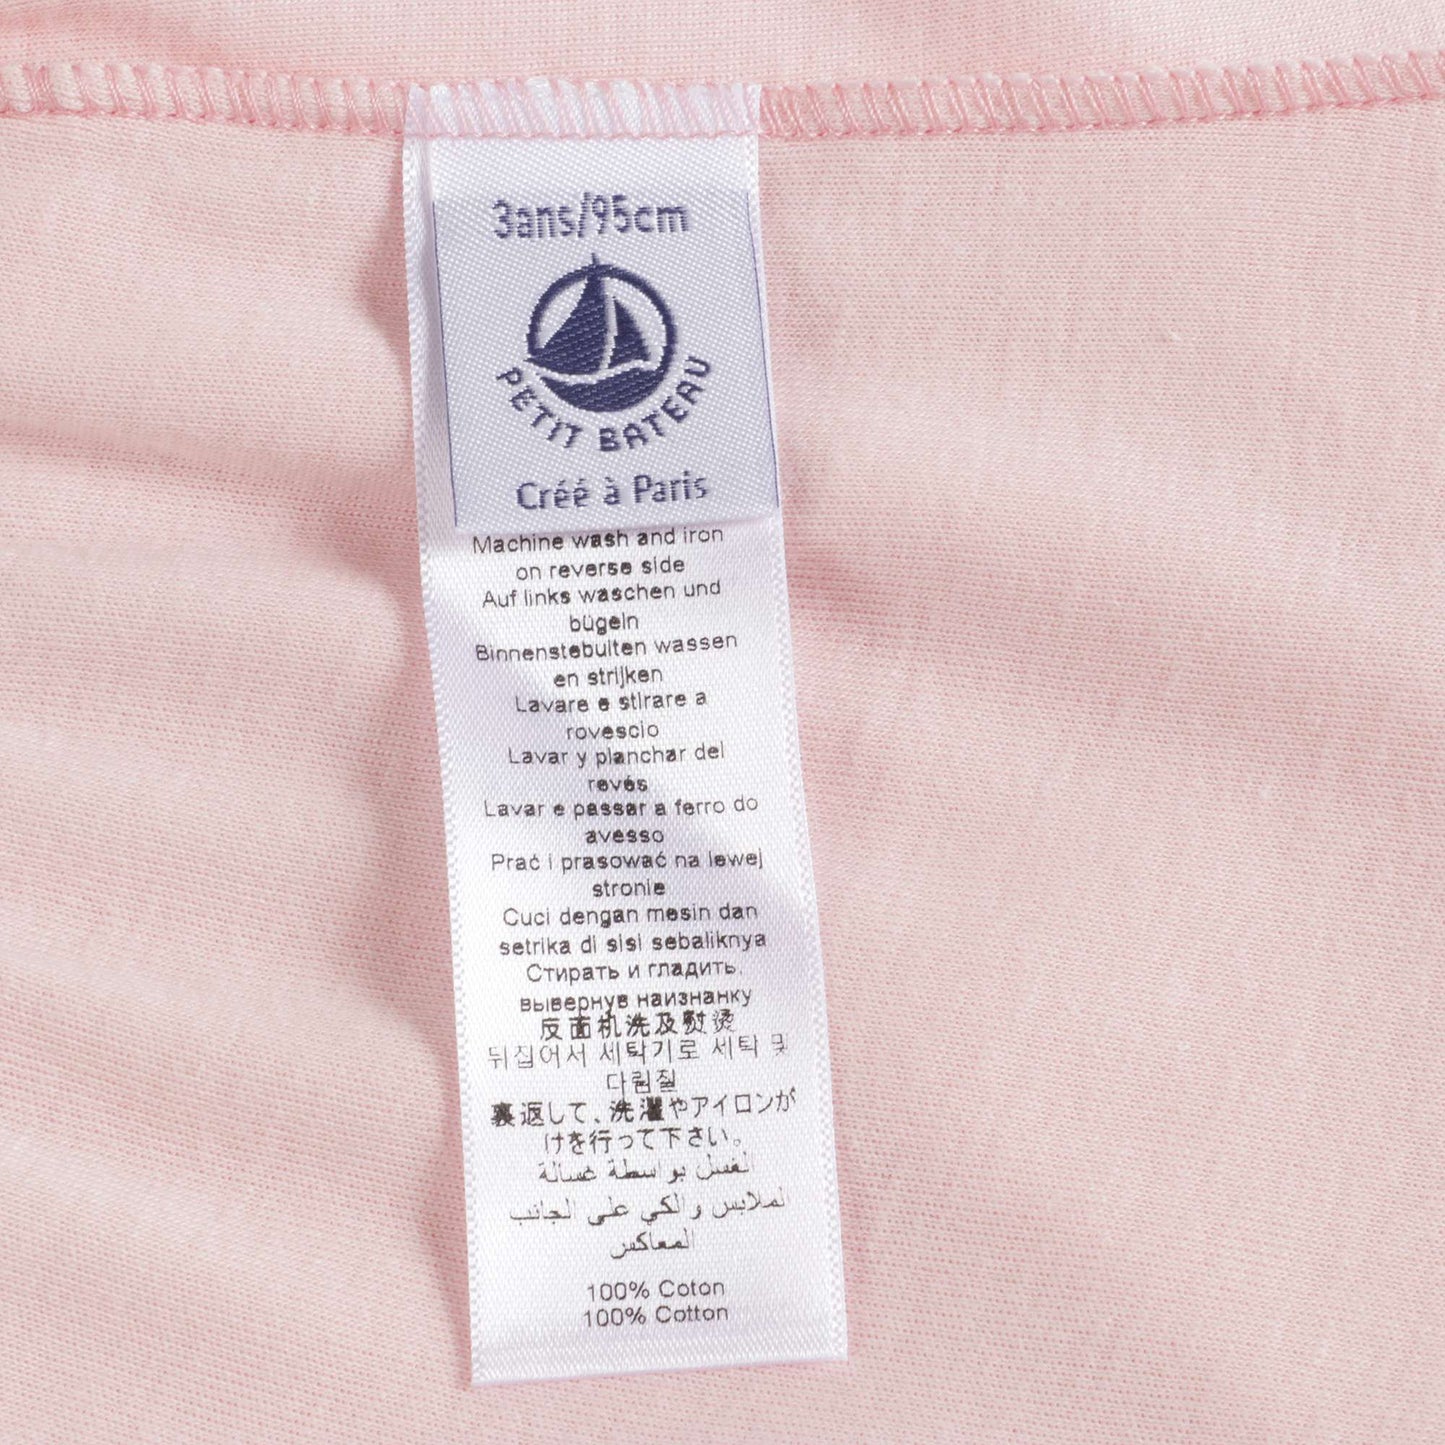 3ans/95cm
PETIT BATEAU
Créé à Paris
Machine wash and iron
on reverse side
Auf links waschen und
bügeln
Binnenstebuiten wassen
en strijken
Lavare e stirare a
rovescio
Lavar y planchar del
revés
Lavar e passar a ferro do
avesso
Prać i prasować na lewej
stronie
Cuci dengan mesin dan
setrika di sisi sebaliknya
Стирать и гладить,
вывернув наизнанку
反面机洗及熨烫
뒤집어서 세탁기로 세탁 및
다림질
裏返して、洗濯やアイロンが
けを行って下さい。
الغسل بواسطة غسالة
الملابس والكي على الجانب
المعاكس
100% Coton
100% Cotton